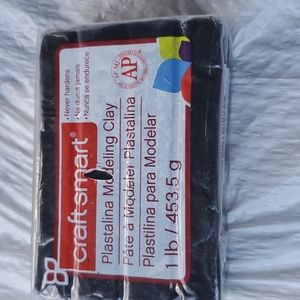 craft smart®
Plastalina Modeling Clay
Pâte à Modeler Plastalina
Plastilina para Modelar
1 lb / 453.5 g
• Never hardens
• Ne durcit jamais
• Nunca se endurece
AP